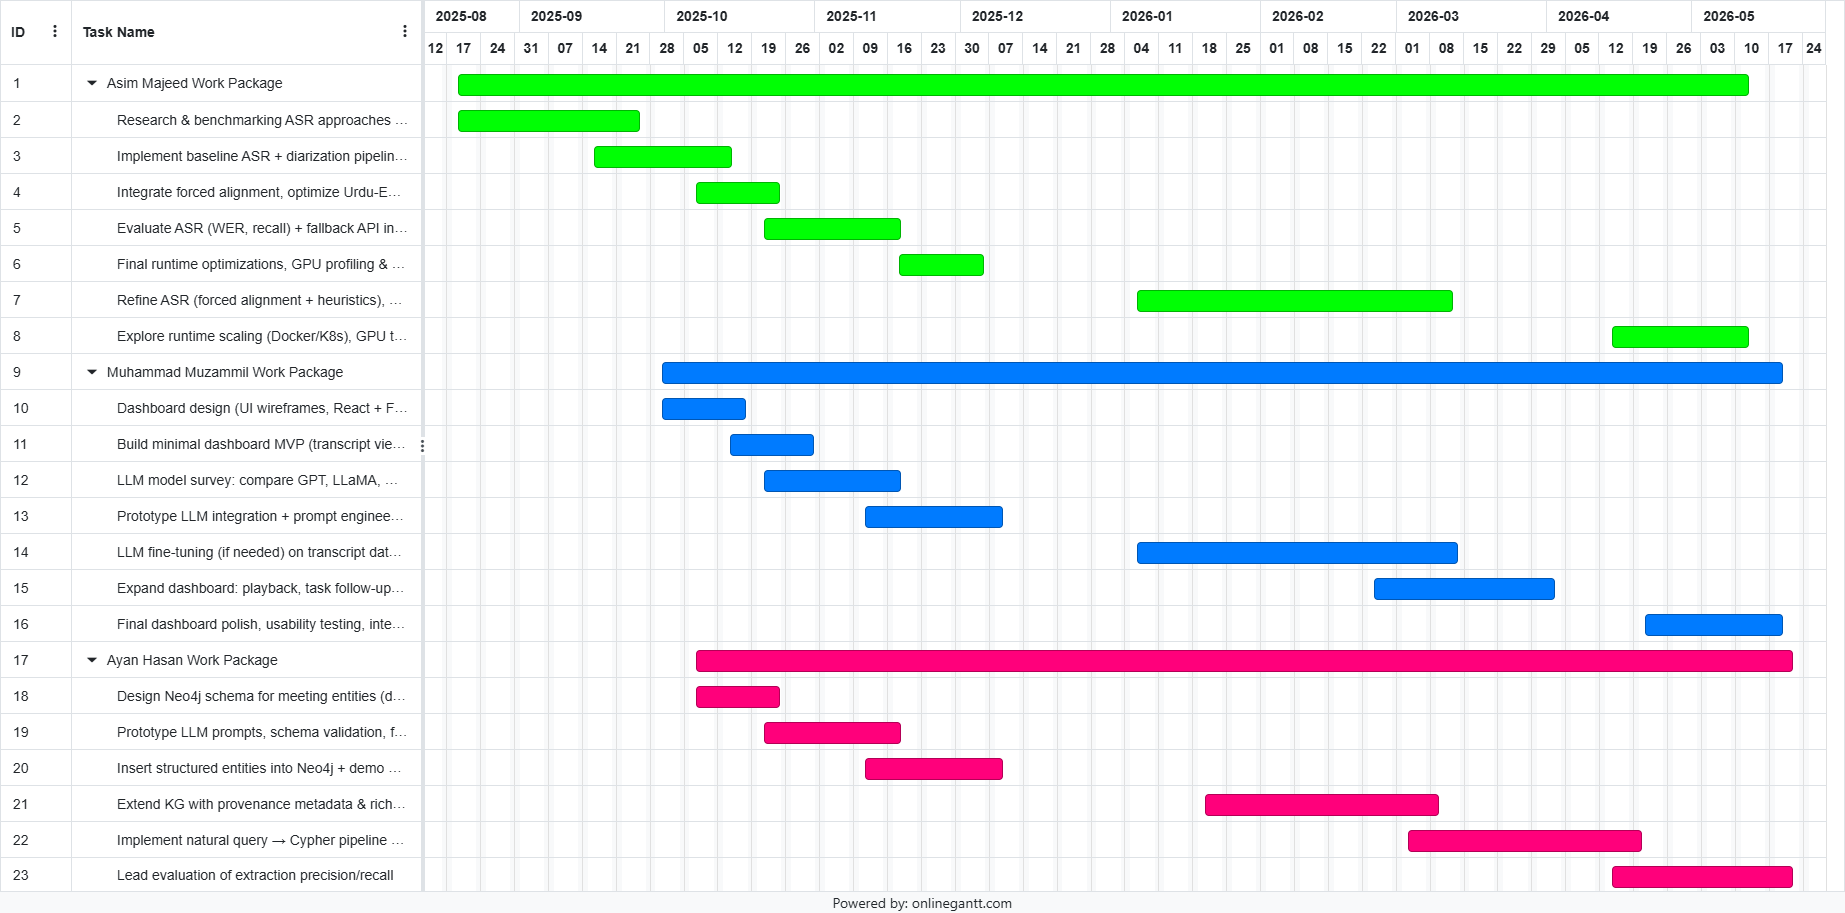 ID Task Name 2025-08 2025-09 2025-10 2025-11 2025-12 2026-01 2026-02 2026-03 2026-04 2026-05
12 17 24 31 07 14 21 28 05 12 19 26 02 09 16 23 30 07 14 21 28 04 11 18 25 01 08 15 22 01 08 15 22 29 05 12 19 26 03 10 17 24
1 Asim Majeed Work Package
2 Research & benchmarking ASR approaches ...
3 Implement baseline ASR + diarization pipelin...
4 Integrate forced alignment, optimize Urdu-E...
5 Evaluate ASR (WER, recall) + fallback API in...
6 Final runtime optimizations, GPU profiling & ...
7 Refine ASR (forced alignment + heuristics), ...
8 Explore runtime scaling (Docker/K8s), GPU t...
9 Muhammad Muzammil Work Package
10 Dashboard design (UI wireframes, React + F...
11 Build minimal dashboard MVP (transcript vie...
12 LLM model survey: compare GPT, LLaMA, ...
13 Prototype LLM integration + prompt enginee...
14 LLM fine-tuning (if needed) on transcript dat...
15 Expand dashboard: playback, task follow-up...
16 Final dashboard polish, usability testing, inte...
17 Ayan Hasan Work Package
18 Design Neo4j schema for meeting entities (d...
19 Prototype LLM prompts, schema validation, f...
20 Insert structured entities into Neo4j + demo ...
21 Extend KG with provenance metadata & rich...
22 Implement natural query → Cypher pipeline ...
23 Lead evaluation of extraction precision/recall
Powered by: onlinegantt.com